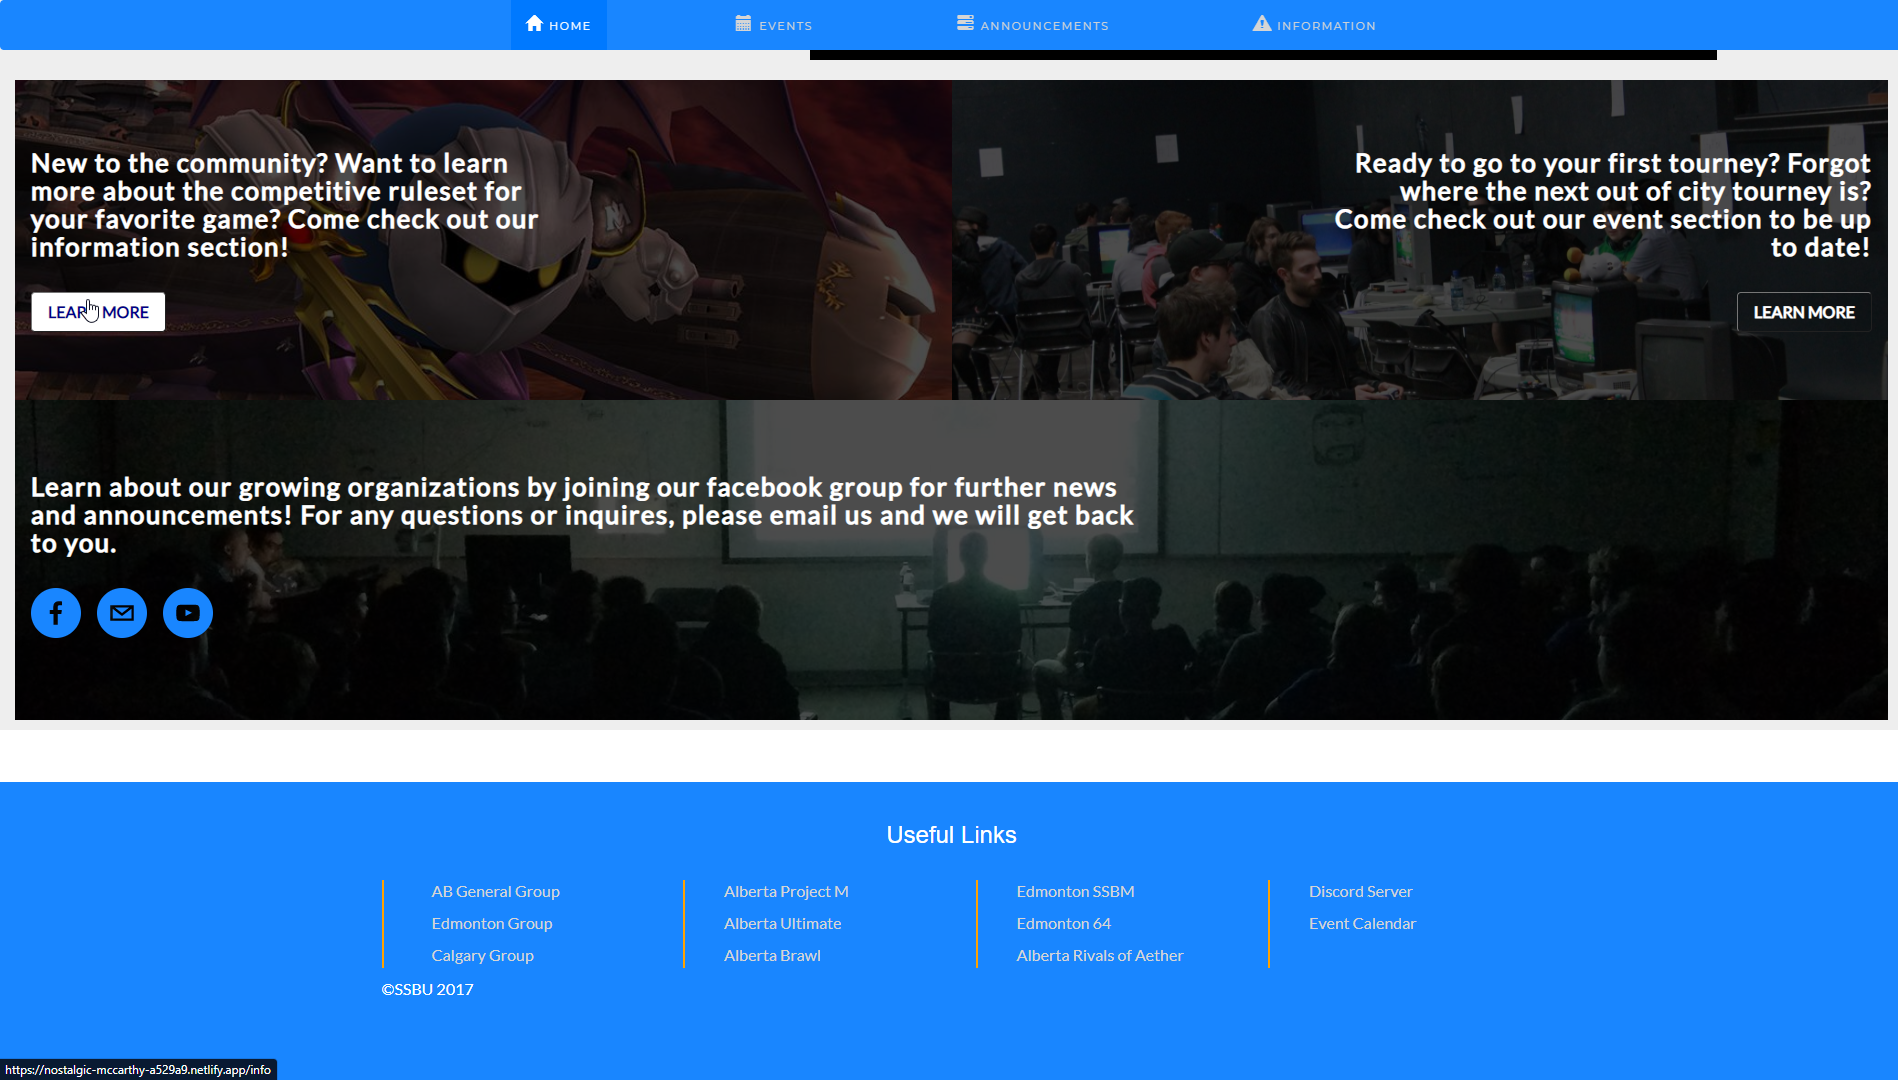 HOME
EVENTS
ANNOUNCEMENTS
INFORMATION
New to the community? Want to learn
more about the competitive ruleset for
your favorite game? Come check out our
information section!
LEARN MORE
Ready to go to your first tourney? Forgot
where the next out of city tourney is?
Come check out our event section to be up
to date!
LEARN MORE
Learn about our growing organizations by joining our facebook group for further news
and announcements! For any questions or inquires, please email us and we will get back
to you.
Useful Links
AB General Group
Edmonton Group
Calgary Group
Alberta Project M
Alberta Ultimate
Alberta Brawl
Edmonton SSBM
Edmonton 64
Alberta Rivals of Aether
Discord Server
Event Calendar
©SSBU 2017
https://nostalgic-mccarthy-a529a9.netlify.app/info